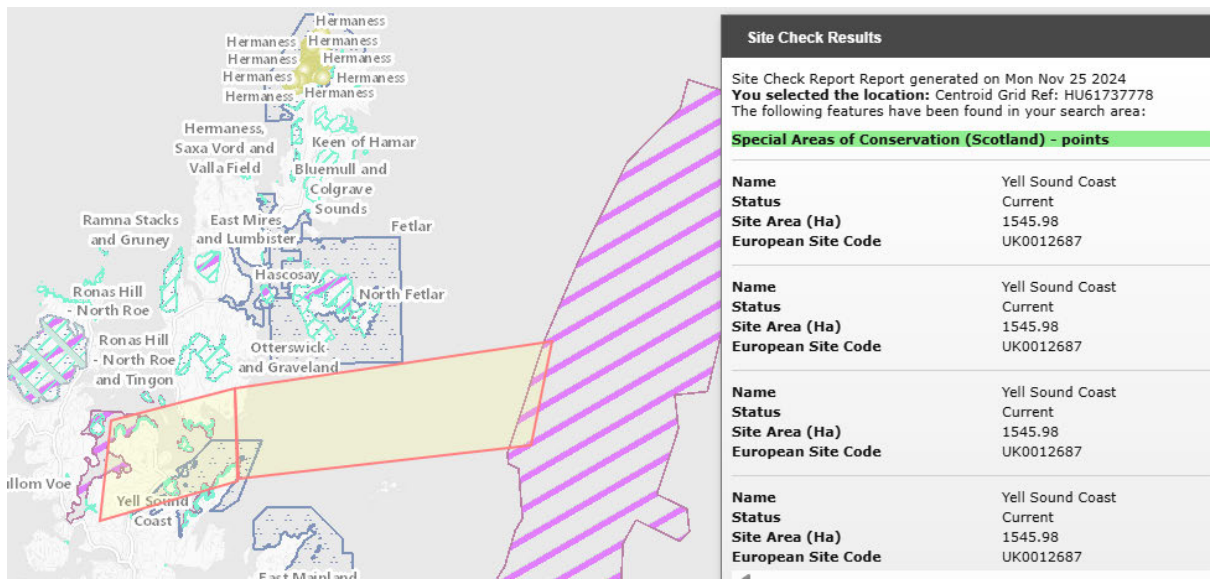 Hermaness
Hermaness
Hermaness
Hermaness
Hermaness
Hermaness
Hermaness
Hermaness
Hermaness
Hermaness,
Saxa Vord and
Valla Field
Keen of Hamar
Bluemull and
Colgrave
Sounds
Ramna Stacks
and Gruney
East Mires
and Lumbister
Fetlar
Hascosay
North Fetlar
Ronas Hill
- North Roe
Ronas Hill
- North Roe
and Tingon
Otterswick
and Graveland
ullom Voe
Yell Sound
Coast
East Mainland
Site Check Results
Site Check Report Report generated on Mon Nov 25 2024
You selected the location: Centroid Grid Ref: HU61737778
The following features have been found in your search area:
Special Areas of Conservation (Scotland) - points
Name Yell Sound Coast
Status Current
Site Area (Ha) 1545.98
European Site Code UK0012687
Name Yell Sound Coast
Status Current
Site Area (Ha) 1545.98
European Site Code UK0012687
Name Yell Sound Coast
Status Current
Site Area (Ha) 1545.98
European Site Code UK0012687
Name Yell Sound Coast
Status Current
Site Area (Ha) 1545.98
European Site Code UK0012687